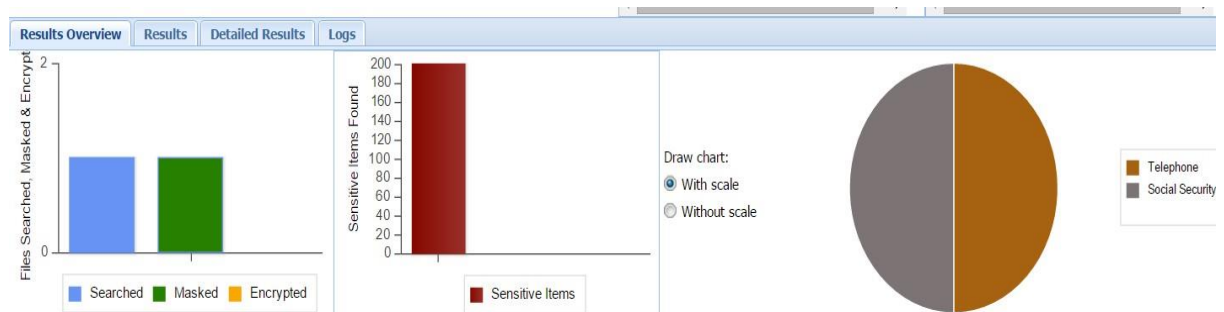 Results Overview
Results
Detailed Results
Logs
Files Searched, Masked & Encrypt
2
0
Searched
Masked
Encrypted
Sensitive Items Found
200
180
160
140
120
100
80
60
40
20
0
Sensitive Items
Draw chart:
With scale
Without scale
Telephone
Social Security